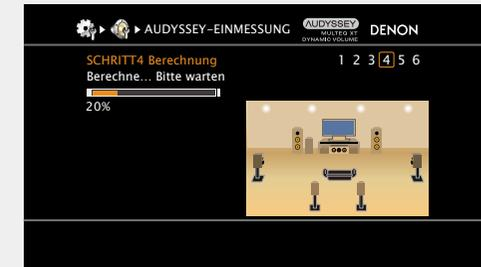 AUDYSSEY-EINMESSUNG
AUDYSSEY
MULTEQ XT
DYNAMIC VOLUME
DENON
SCHRITT4 Berechnung
1 2 3 4 5 6
Berechne... Bitte warten
20%